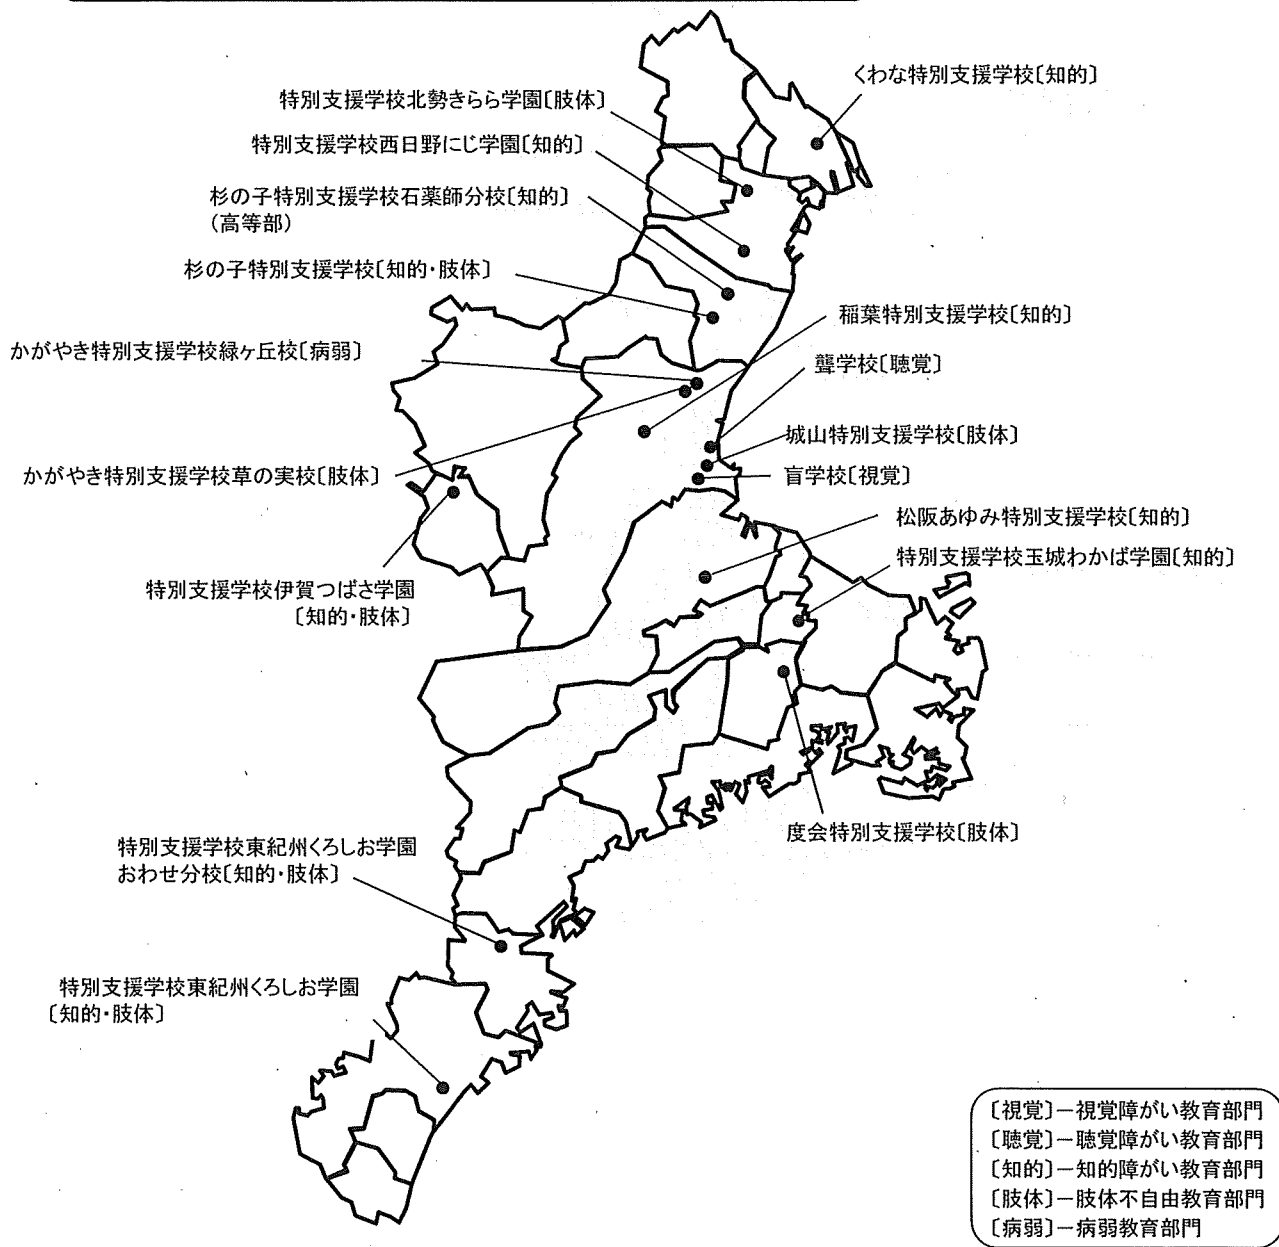 くわな特別支援学校〔知的〕
特別支援学校北勢きらら学園〔肢体〕
特別支援学校西日野にじ学園〔知的〕
杉の子特別支援学校石薬師分校〔知的〕
(高等部)
杉の子特別支援学校〔知的・肢体〕
稲葉特別支援学校〔知的〕
かがやき特別支援学校緑ヶ丘校〔病弱〕
聾学校〔聴覚〕
城山特別支援学校〔肢体〕
かがやき特別支援学校草の実校〔肢体〕
盲学校〔視覚〕
松阪あゆみ特別支援学校〔知的〕
特別支援学校玉城わかば学園〔知的〕
特別支援学校伊賀つばさ学園
〔知的・肢体〕
度会特別支援学校〔肢体〕
特別支援学校東紀州くろしお学園
おわせ分校〔知的・肢体〕
特別支援学校東紀州くろしお学園
〔知的・肢体〕
〔視覚〕－視覚障がい教育部門
〔聴覚〕－聴覚障がい教育部門
〔知的〕－知的障がい教育部門
〔肢体〕－肢体不自由教育部門
〔病弱〕－病弱教育部門